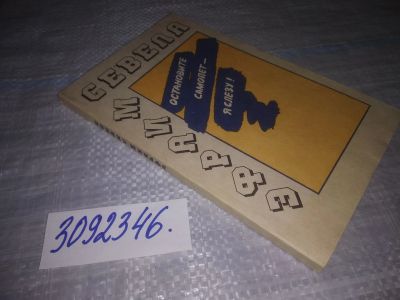 ЭФРАИМ
СЕВЕЛА
ОСТАНОВИТЕ
САМОЛЕТ–
Я СЛЕЗУ!
3092346.